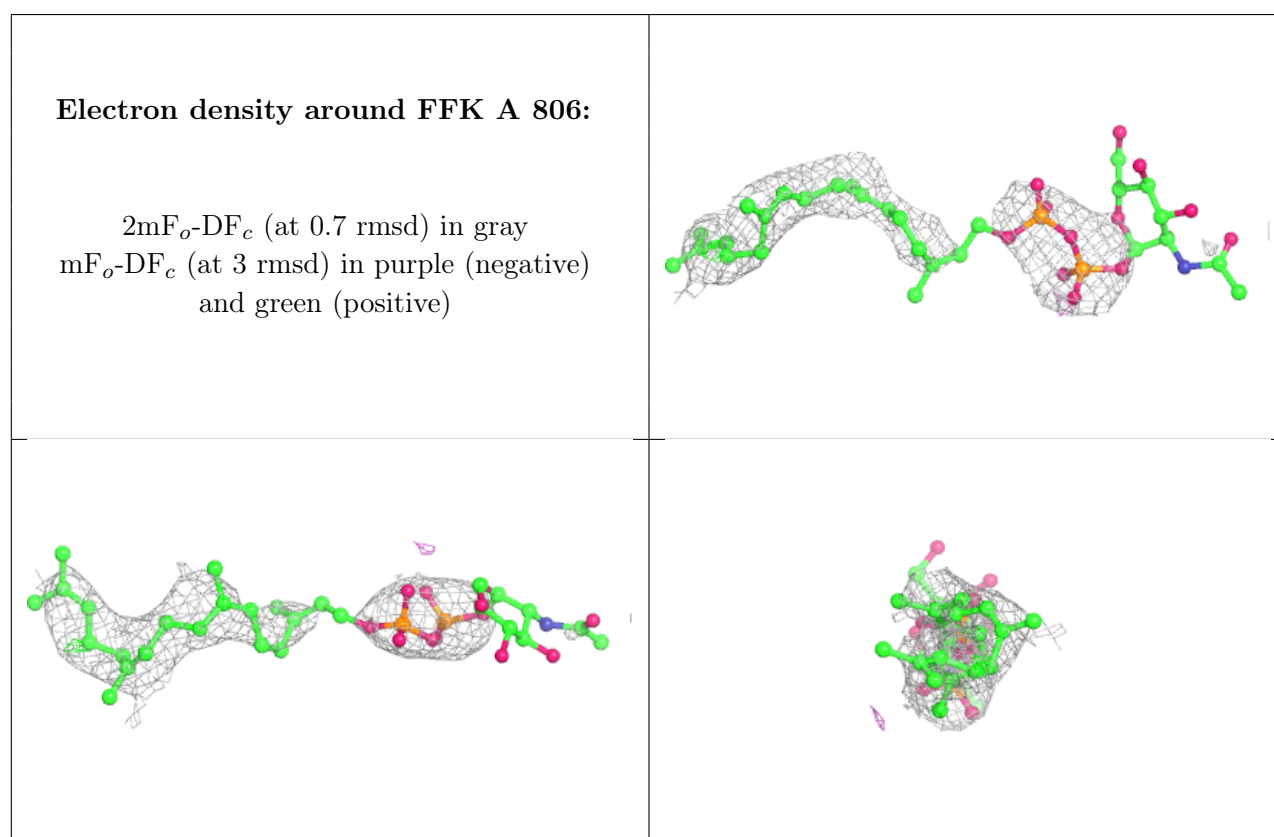 Electron density around FFK A 806:
2mFₒ-DF𝒸 (at 0.7 rmsd) in gray
mFₒ-DF𝒸 (at 3 rmsd) in purple (negative)
and green (positive)